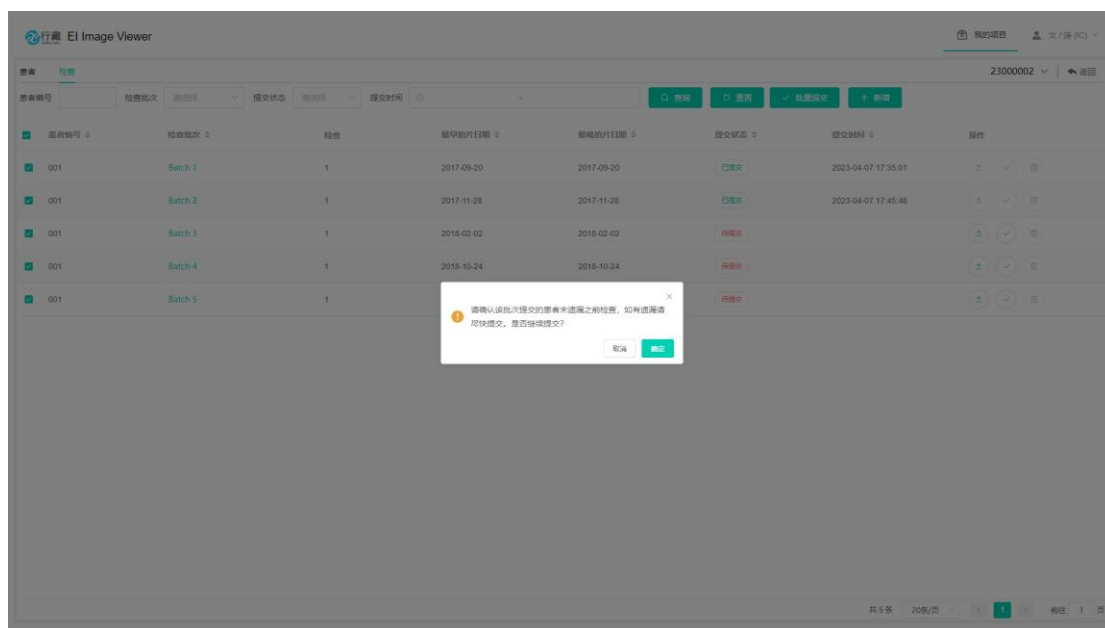 行藏 EI Image Viewer
我的项目
患者 检查
23000002 返回
患者编号 检查批次 请选择 提交状态 请选择 提交时间 - 查询 重置 批量提交 新增
患者编号 检查批次 检查 最早拍片日期 最晚拍片日期 提交状态 提交时间 操作
001 Batch 1 1 2017-09-20 2017-09-20 已提交 2023-04-07 17:35:01
001 Batch 2 1 2017-11-28 2017-11-28 已提交 2023-04-07 17:45:48
001 Batch 3 1 2018-02-02 2018-02-02 待提交
001 Batch 4 1 2018-10-24 2018-10-24 待提交
001 Batch 5 1 待提交
请确认该批次提交的患者未遗漏之前检查，如有遗漏请
尽快提交。是否继续提交？
取消 确定
共 5 条 20条/页 1 前往 1 页